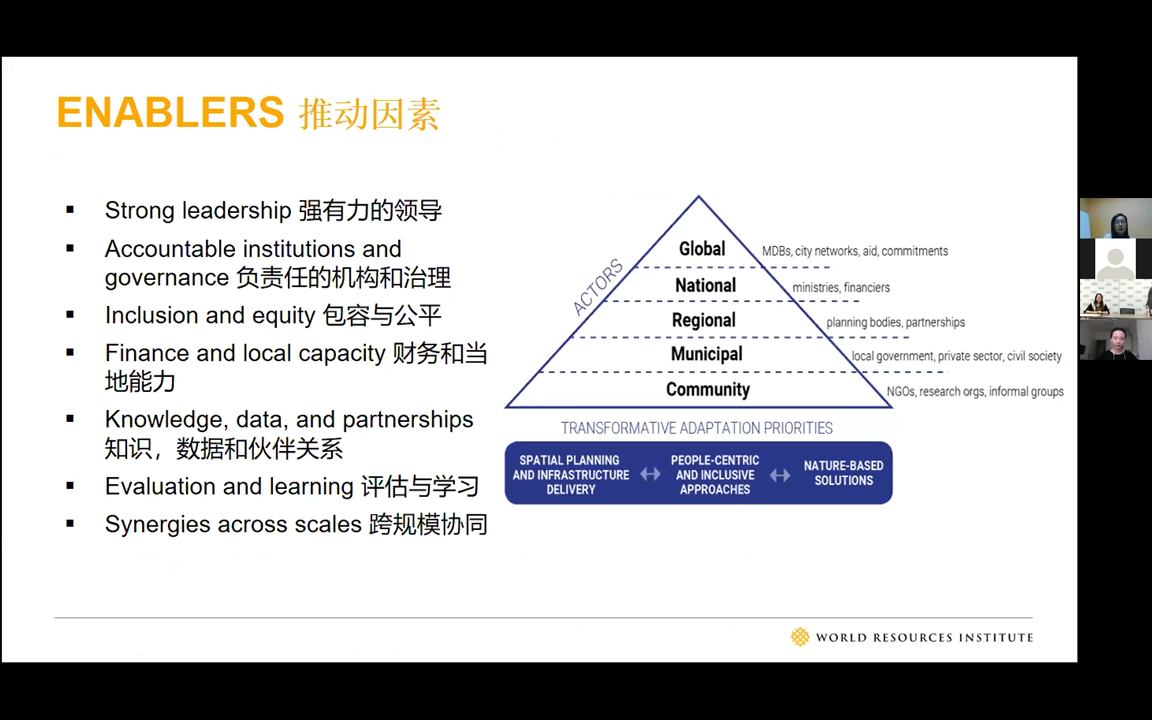 ENABLERS 推动因素
Strong leadership 强有力的领导
Accountable institutions and
governance 负责任的机构和治理
Inclusion and equity 包容与公平
Finance and local capacity 财务和当
地能力
Knowledge, data, and partnerships
知识，数据和伙伴关系
Evaluation and learning 评估与学习
Synergies across scales 跨规模协同
ACTORS
Global
MDBs, city networks, aid, commitments
National
ministries, financiers
Regional
planning bodies, partnerships
Municipal
local government, private sector, civil society
Community
NGOs, research orgs, informal groups
TRANSFORMATIVE ADAPTATION PRIORITIES
SPATIAL PLANNING
AND INFRASTRUCTURE
DELIVERY
PEOPLE-CENTRIC
AND INCLUSIVE
APPROACHES
NATURE-BASED
SOLUTIONS
WORLD RESOURCES INSTITUTE